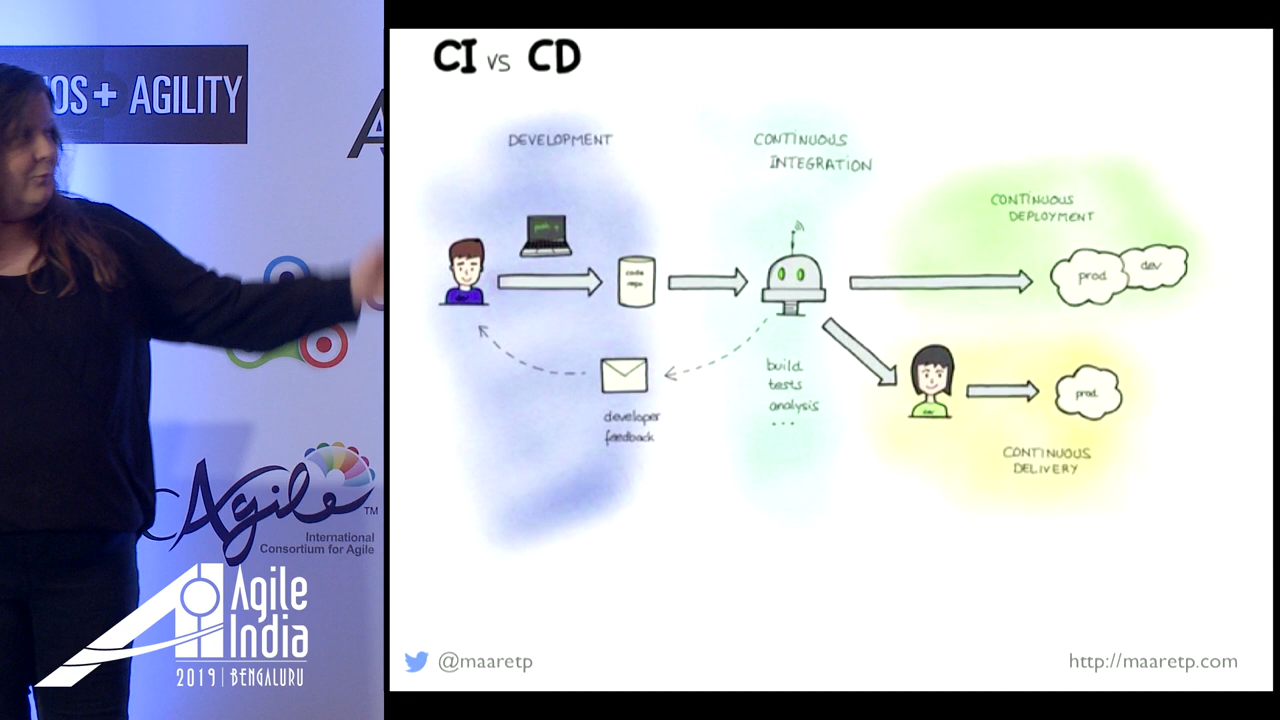 OS+ AGILITY
A
Agile
TM
International
Consortium for Agile
Agile
India
2019 | BENGALURU
CI vs CD
DEVELOPMENT
CONTINUOUS
INTEGRATION
CONTINUOUS
DEPLOYMENT
code
repo
prod
dev
build
tests
analysis
...
developer
feedback
prod
CONTINUOUS
DELIVERY
@maaretp
http://maaretp.com